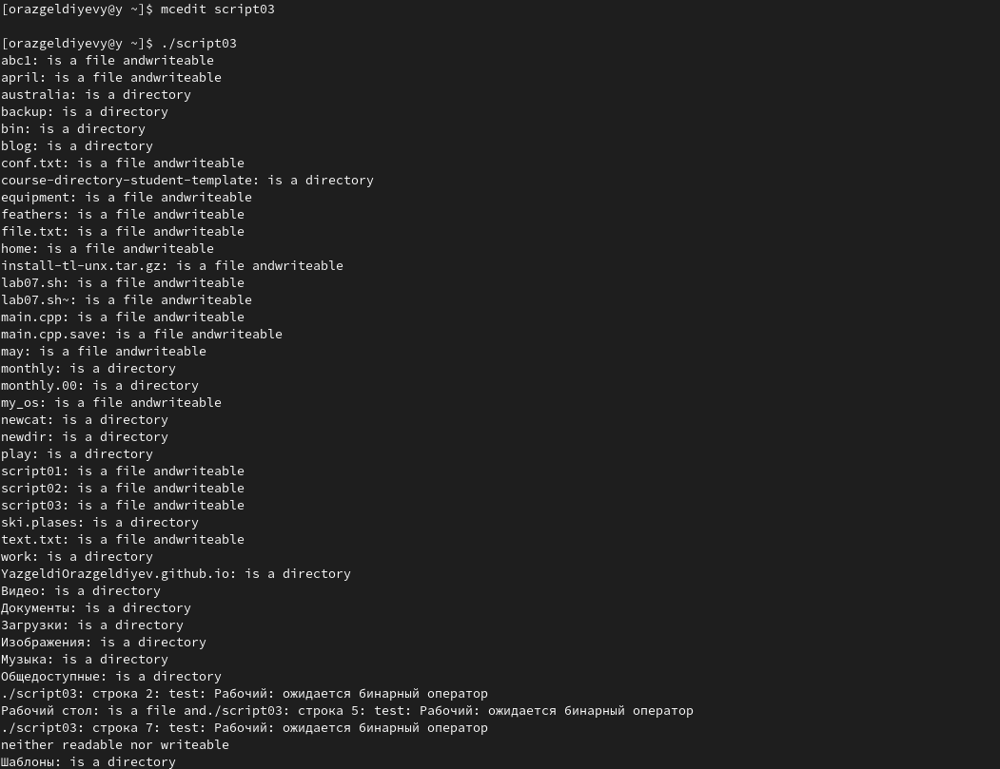 [orazgeldiyevy@y ~]$ mcedit script03
[orazgeldiyevy@y ~]$ ./script03
abc1: is a file andwriteable
april: is a file andwriteable
australia: is a directory
backup: is a directory
bin: is a directory
blog: is a directory
conf.txt: is a file andwriteable
course-directory-student-template: is a directory
equipment: is a file andwriteable
feathers: is a file andwriteable
file.txt: is a file andwriteable
home: is a file andwriteable
install-tl-unx.tar.gz: is a file andwriteable
lab07.sh: is a file andwriteable
lab07.sh~: is a file andwriteable
main.cpp: is a file andwriteable
main.cpp.save: is a file andwriteable
may: is a file andwriteable
monthly: is a directory
monthly.00: is a directory
my_os: is a file andwriteable
newcat: is a directory
newdir: is a directory
play: is a directory
script01: is a file andwriteable
script02: is a file andwriteable
script03: is a file andwriteable
ski.plases: is a directory
text.txt: is a file andwriteable
work: is a directory
YazgeldiOrazgeldiyev.github.io: is a directory
Видео: is a directory
Документы: is a directory
Загрузки: is a directory
Изображения: is a directory
Музыка: is a directory
Общедоступные: is a directory
./script03: строка 2: test: Рабочий: ожидается бинарный оператор
Рабочий стол: is a file and./script03: строка 5: test: Рабочий: ожидается бинарный оператор
./script03: строка 7: test: Рабочий: ожидается бинарный оператор
neither readable nor writeable
Шаблоны: is a directory